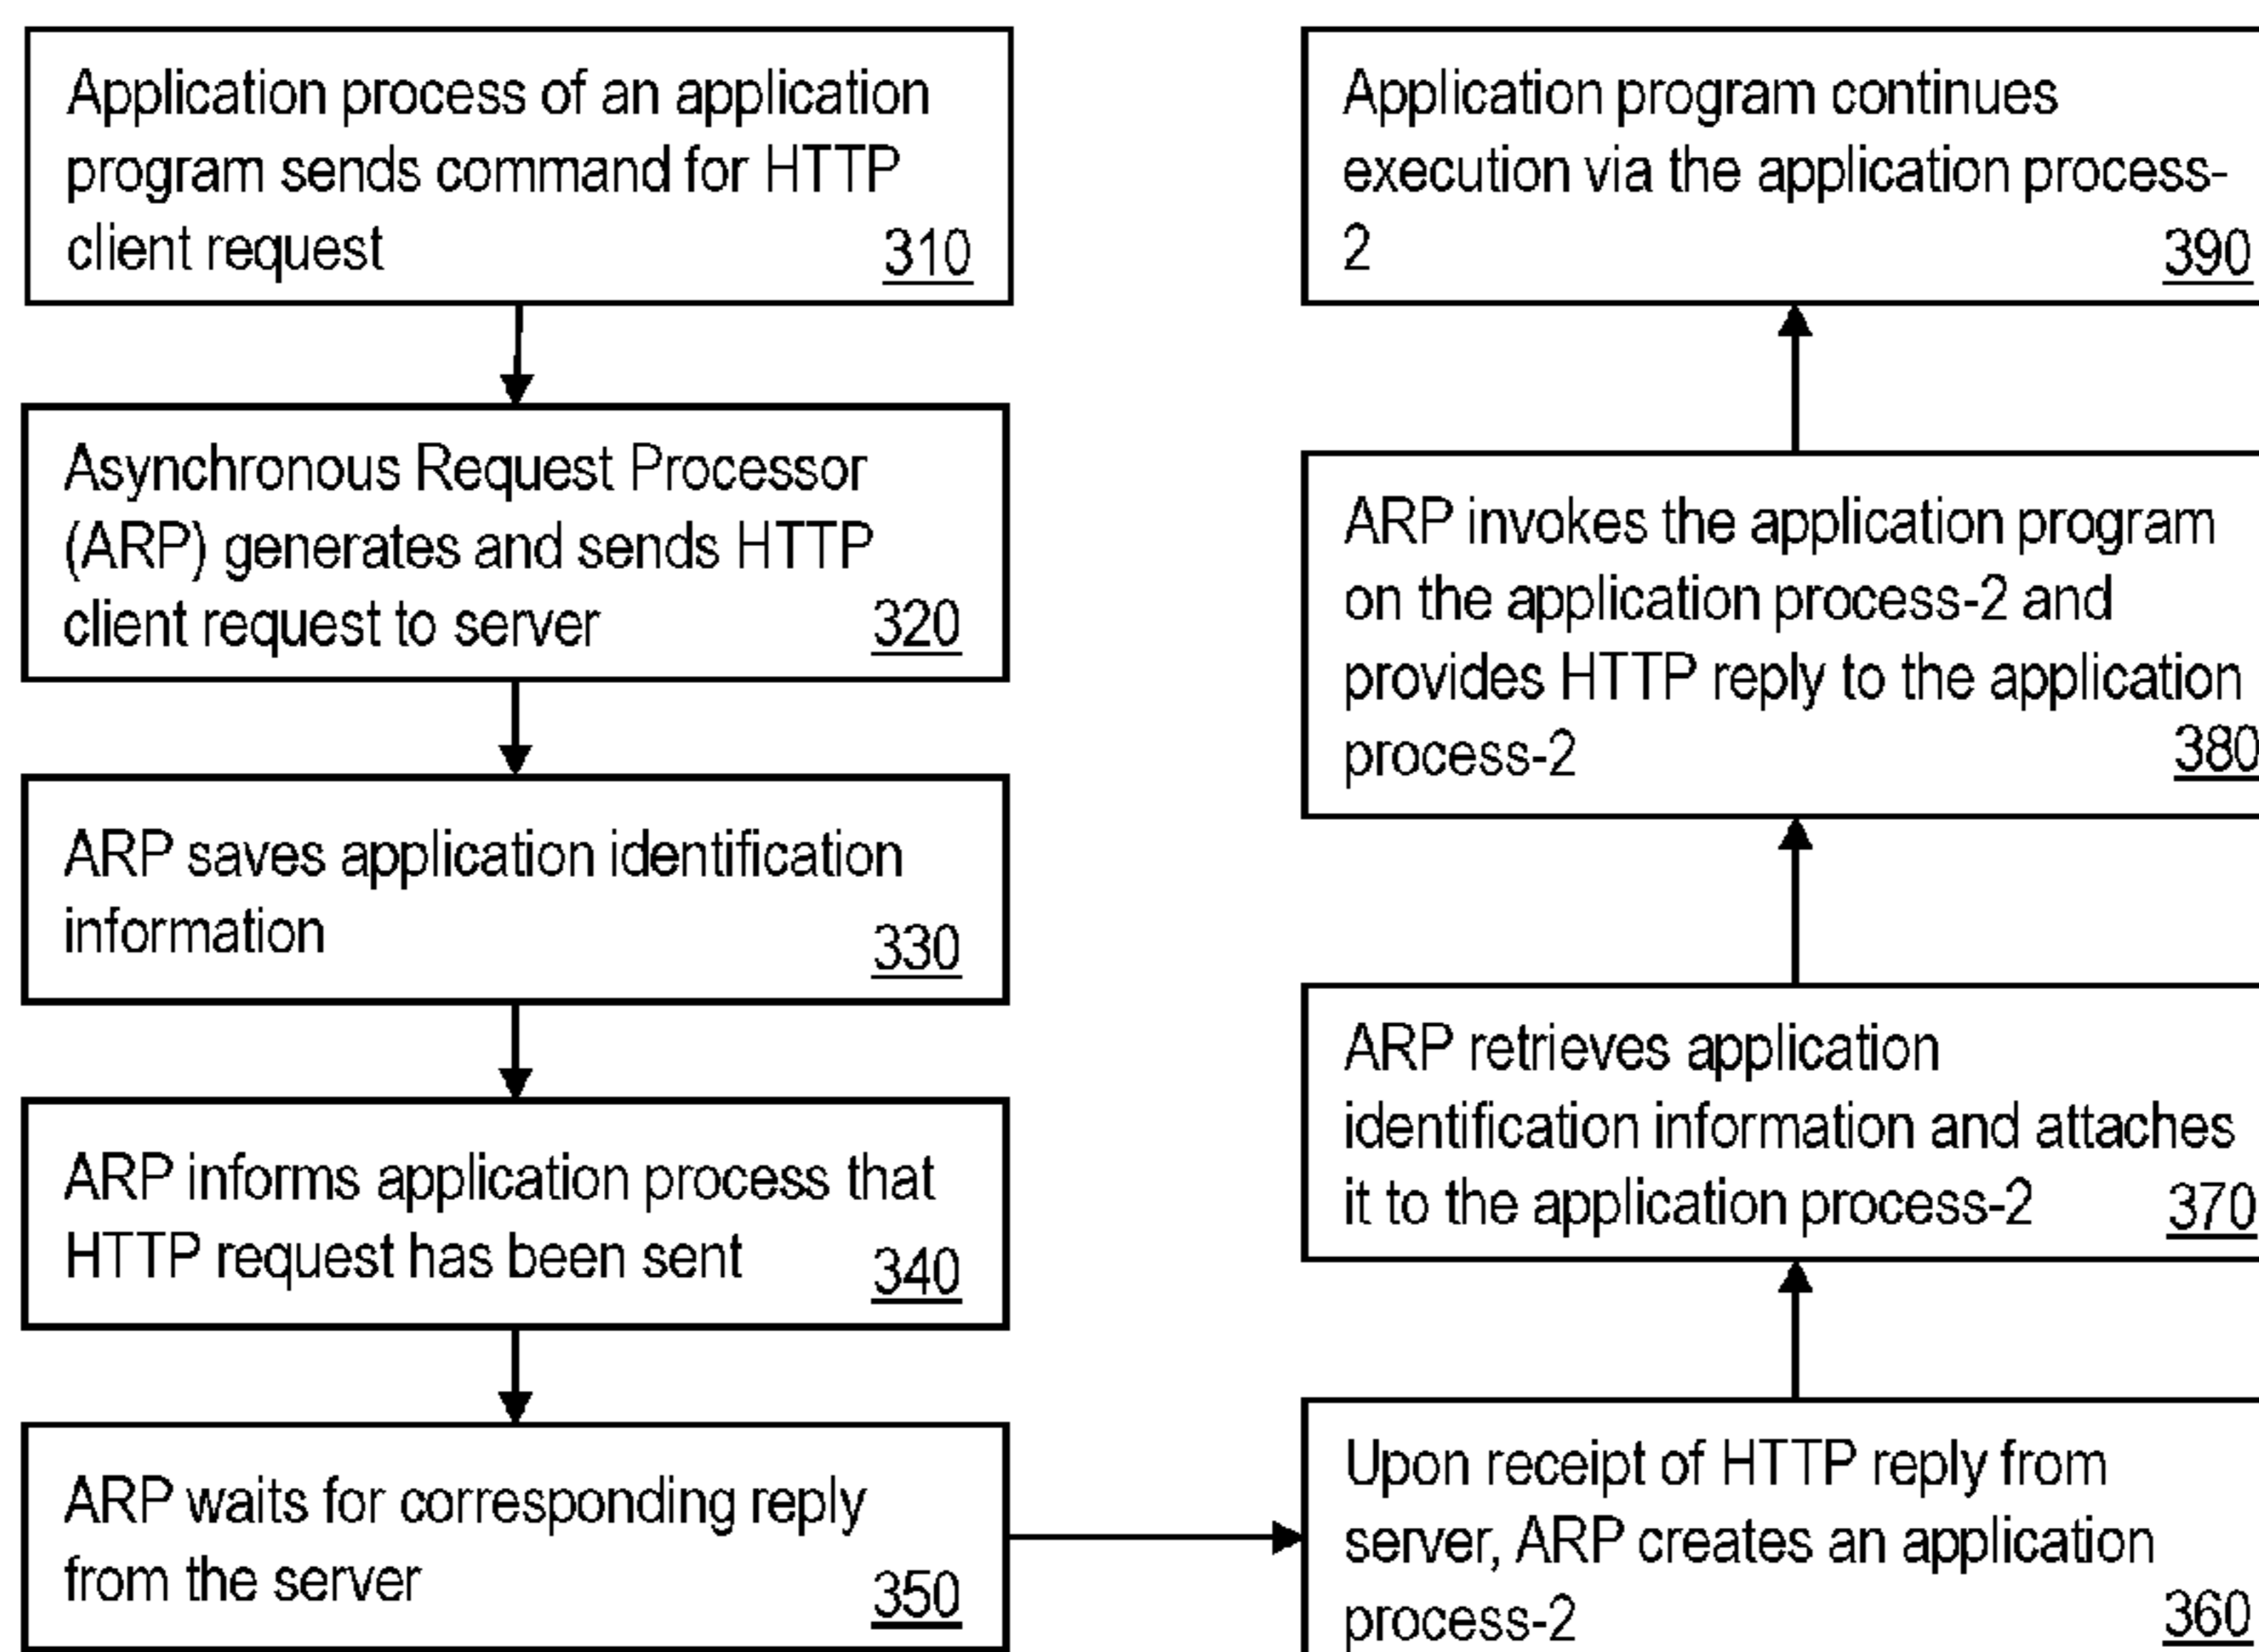 Application process of an application
program sends command for HTTP
client request 310
Asynchronous Request Processor
(ARP) generates and sends HTTP
client request to server 320
ARP saves application identification
information 330
ARP informs application process that
HTTP request has been sent 340
ARP waits for corresponding reply
from the server 350
Upon receipt of HTTP reply from
server, ARP creates an application
process-2 360
ARP retrieves application
identification information and attaches
it to the application process-2 370
ARP invokes the application program
on the application process-2 and
provides HTTP reply to the application
process-2 380
Application program continues
execution via the application process-
2 390